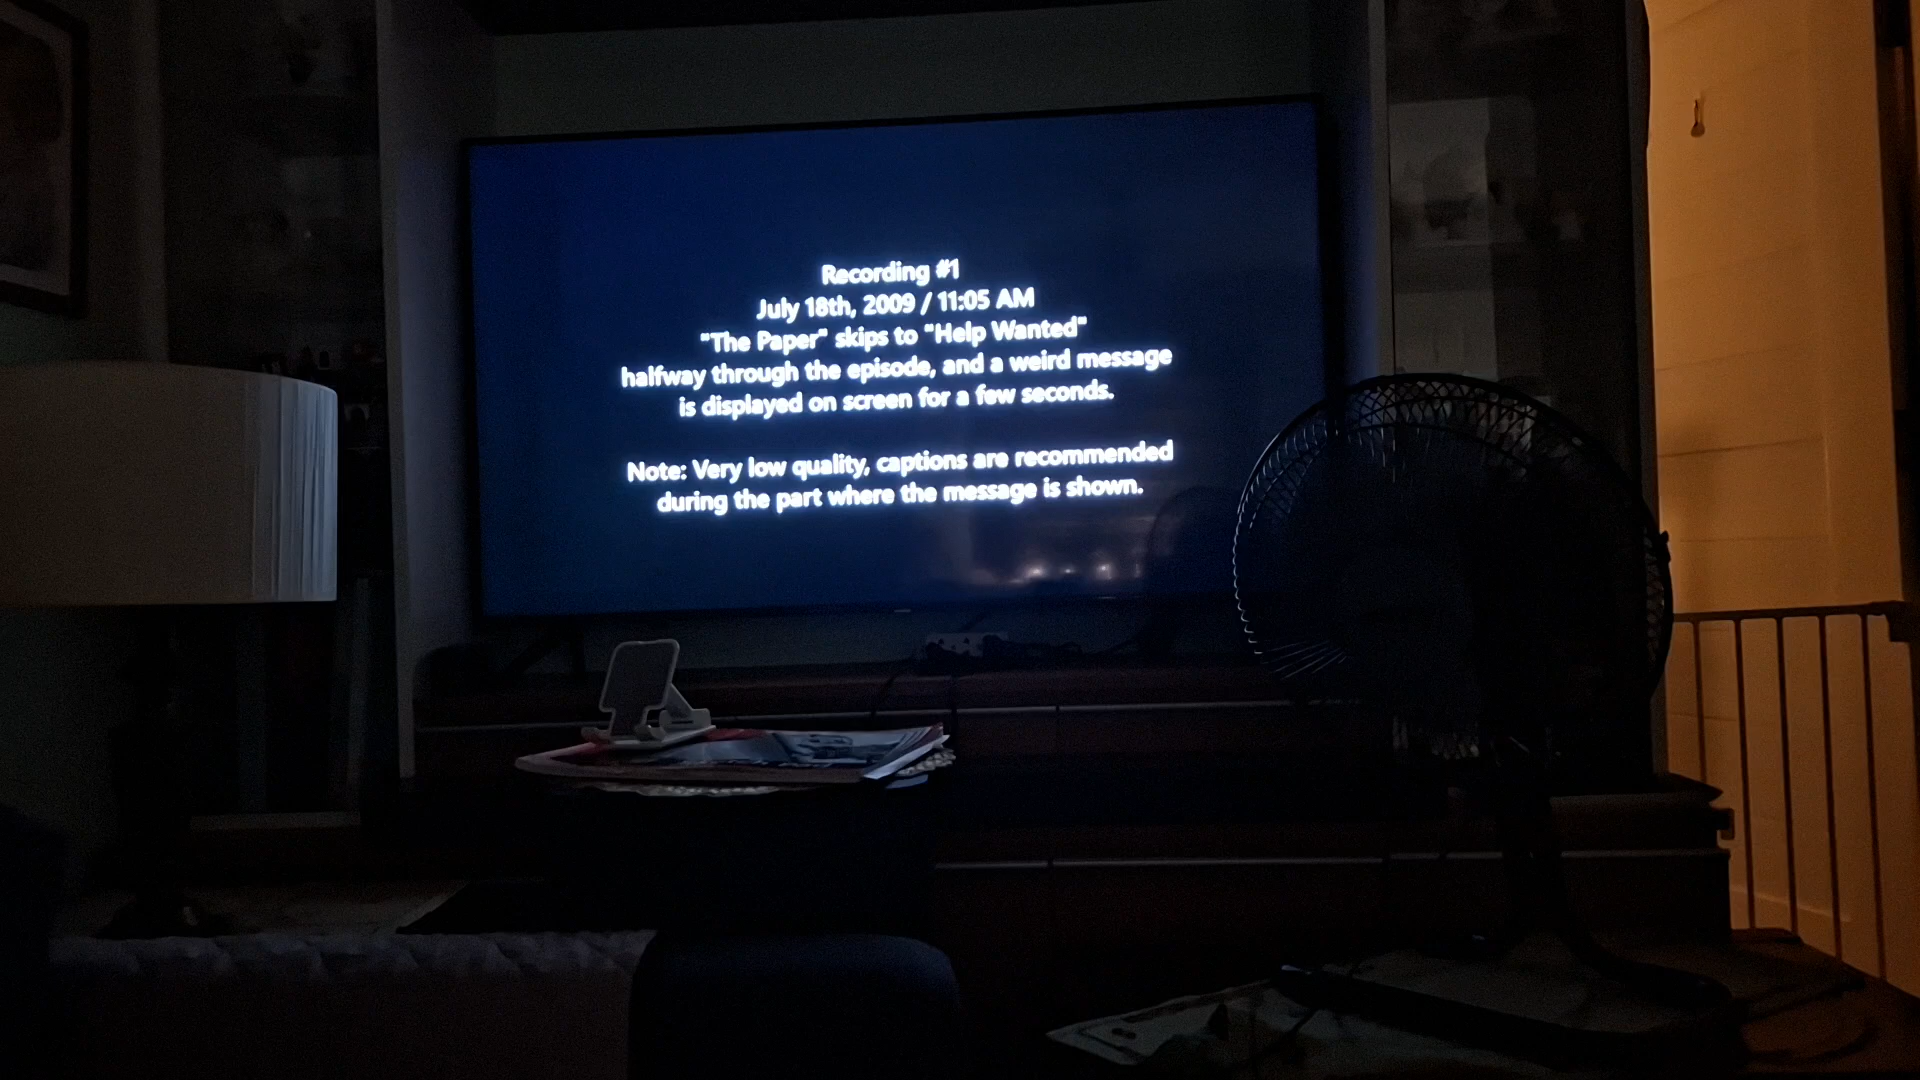 Recording #1
July 18th, 2009 / 11:05 AM
"The Paper" skips to "Help Wanted"
halfway through the episode, and a weird message
is displayed on screen for a few seconds.
Note: Very low quality, captions are recommended
during the part where the message is shown.